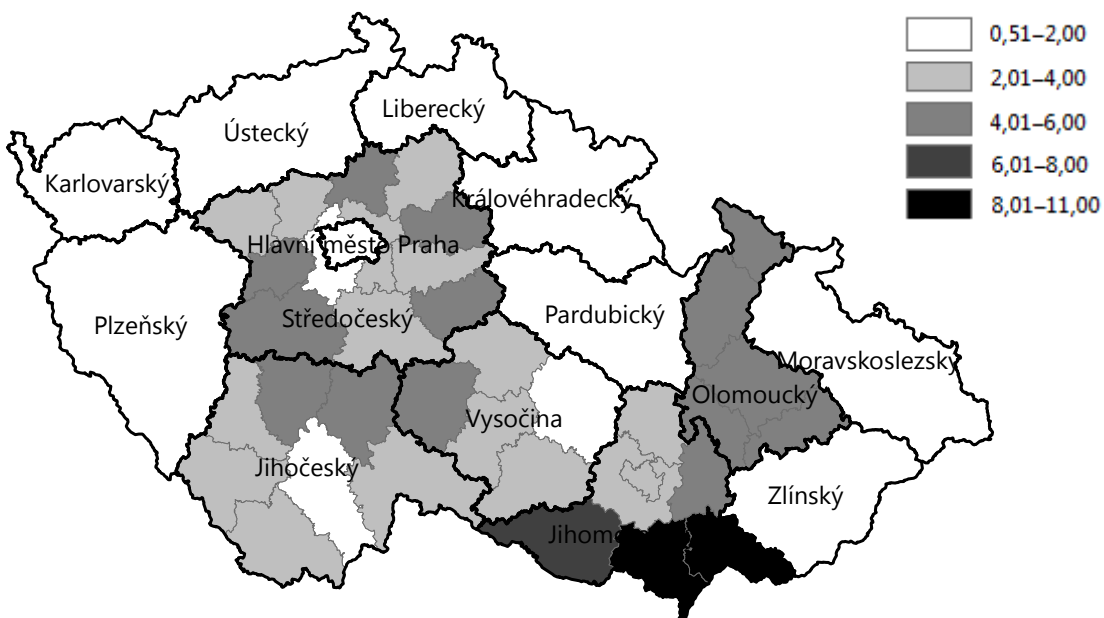 0,51–2,00
2,01–4,00
4,01–6,00
6,01–8,00
8,01–11,00
Liberecký
Ústecký
Karlovarský
Královéhradecký
Hlavní město Praha
Plzeňský
Středočeský
Pardubický
Moravskoslezský
Olomoucký
Vysočina
Jihočeský
Zlínský
Jihomo